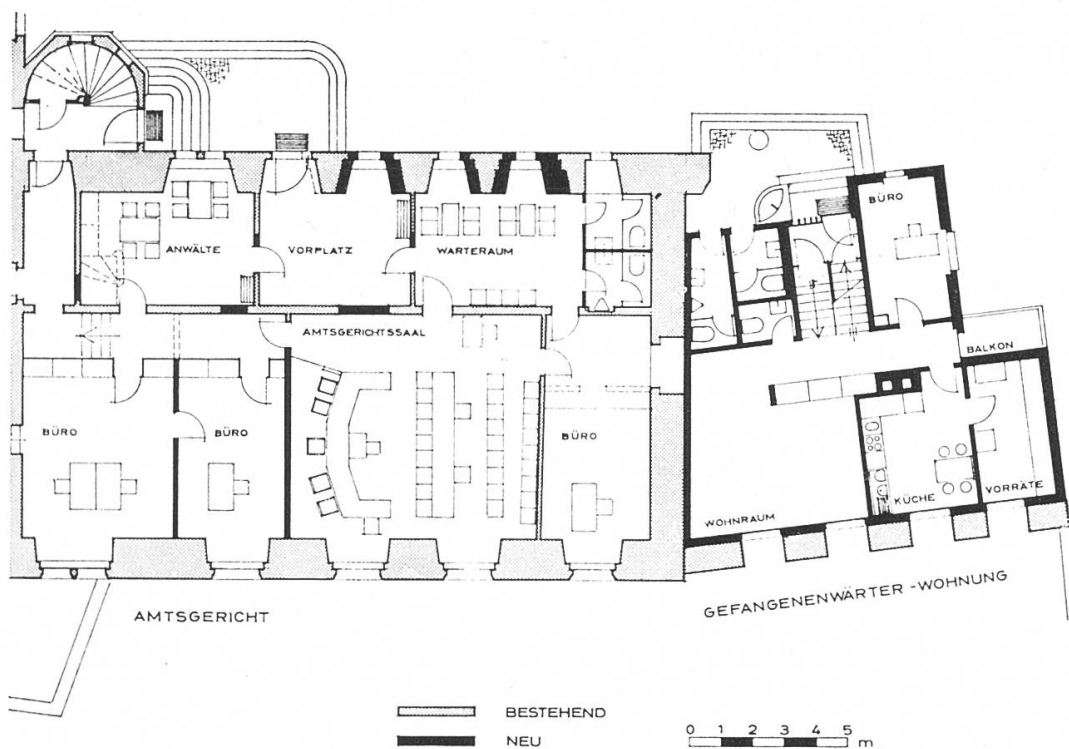 BÜRO
ANWÄLTE
VORPLATZ
WARTERAUM
AMTSGERICHTSSAAL
BALKON
BÜRO
BÜRO
BÜRO
KÜCHE
VORRÄTE
WOHNRAUM
GEFANGENENWÄRTER - WOHNUNG
AMTSGERICHT
BESTEHEND
NEU
0 1 2 3 4 5 m